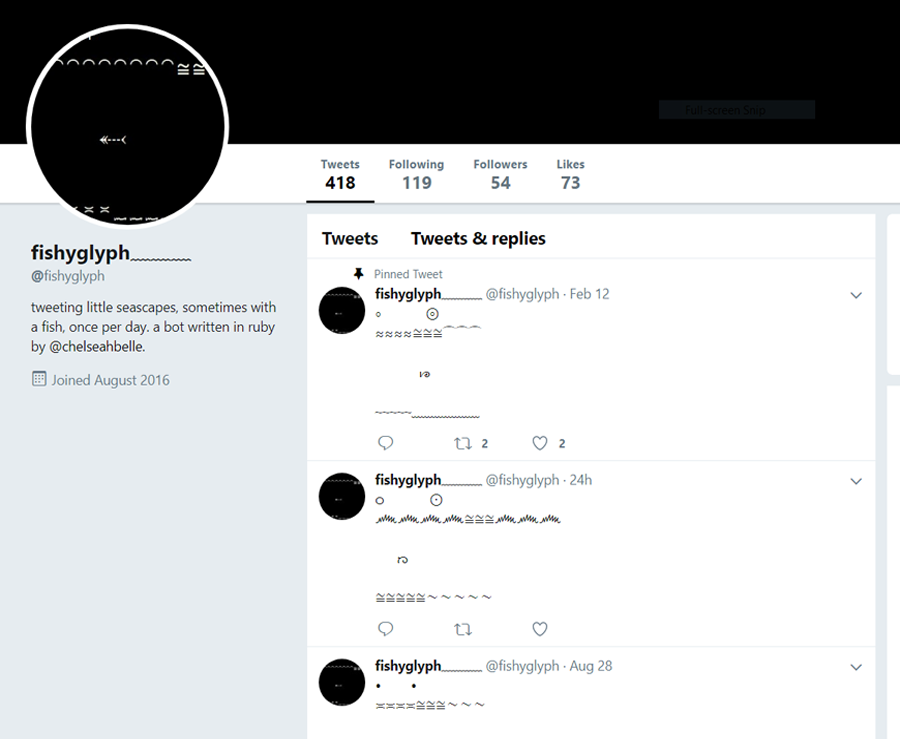 Full-screen Snip
Tweets Following Followers Likes
418 119 54 73
fishyglyph﹏﹏﹏
@fishyglyph
tweeting little seascapes, sometimes with
a fish, once per day. a bot written in ruby
by @chelseahbelle.
Joined August 2016
Tweets Tweets & replies
Pinned Tweet
fishyglyph﹏﹏﹏ @fishyglyph · Feb 12
◦ ◎
≈≈≈≈≅≅≅⌒⌒⌒
~~~~~﹏﹏﹏﹏﹏
2 2
fishyglyph﹏﹏﹏ @fishyglyph · 24h
○ ⊙
≅≅≅
≅≅≅≅≅~~~~~
fishyglyph﹏﹏﹏ @fishyglyph · Aug 28
• •
≍≍≍≍≅≅≅~~~